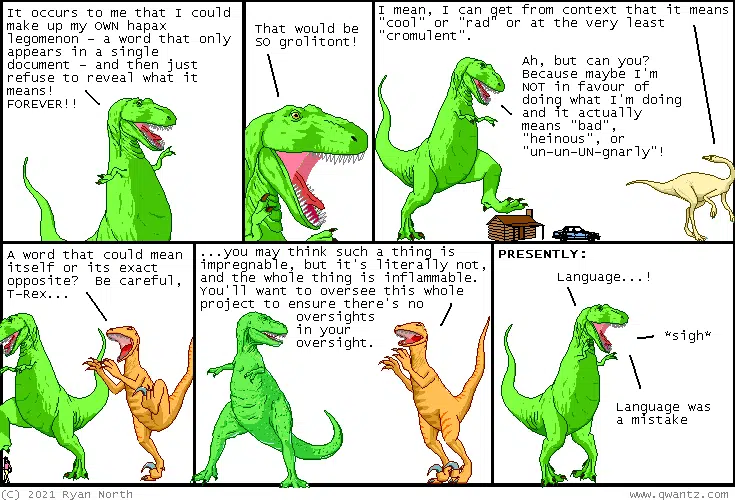 It occurs to me that I could
make up my OWN hapax
legomenon - a word that only
appears in a single
document - and then just
refuse to reveal what it
means!
FOREVER!!
That would be
SO grolitont!
I mean, I can get from context that it means
"cool" or "rad" or at the very least
"cromulent".
Ah, but can you?
Because maybe I'm
NOT in favour of
doing what I'm doing
and it actually
means "bad",
"heinous", or
"un-un-UN-gnarly"!
A word that could mean
itself or its exact
opposite? Be careful,
T-Rex...
...you may think such a thing is
impregnable, but it's literally not,
and the whole thing is inflammable.
You'll want to oversee this whole
project to ensure there's no
oversights
in your
oversight.
PRESENTLY:
Language...!
*sigh*
Language was
a mistake
(C) 2021 Ryan North
www.qwantz.com